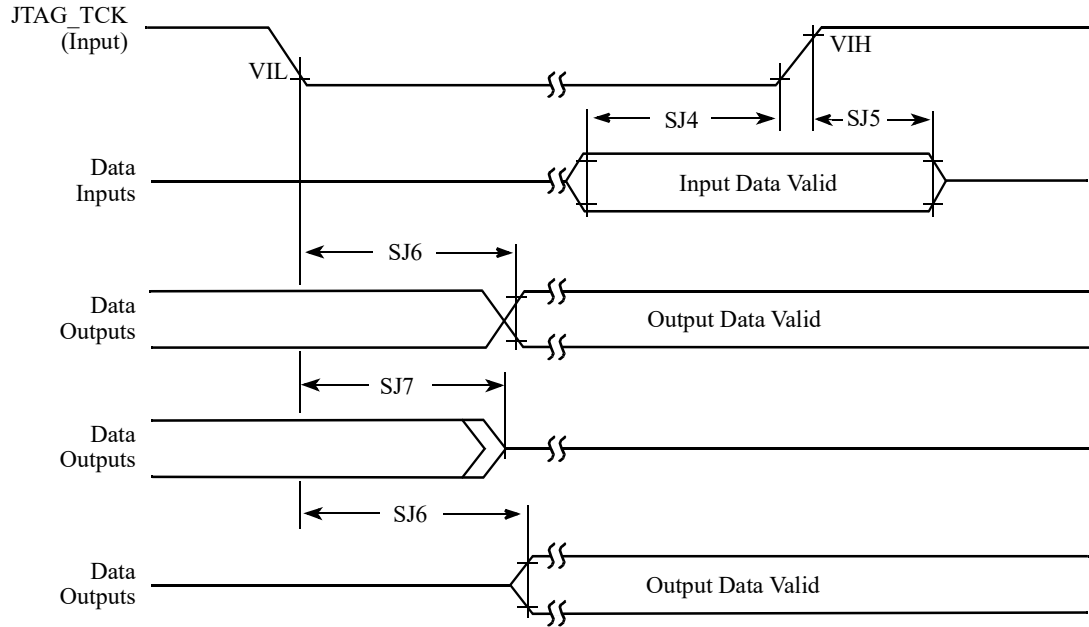 JTAG_TCK
(Input)
VIL
VIH
SJ4
SJ5
Data
Inputs
Input Data Valid
SJ6
Data
Outputs
Output Data Valid
SJ7
Data
Outputs
SJ6
Data
Outputs
Output Data Valid